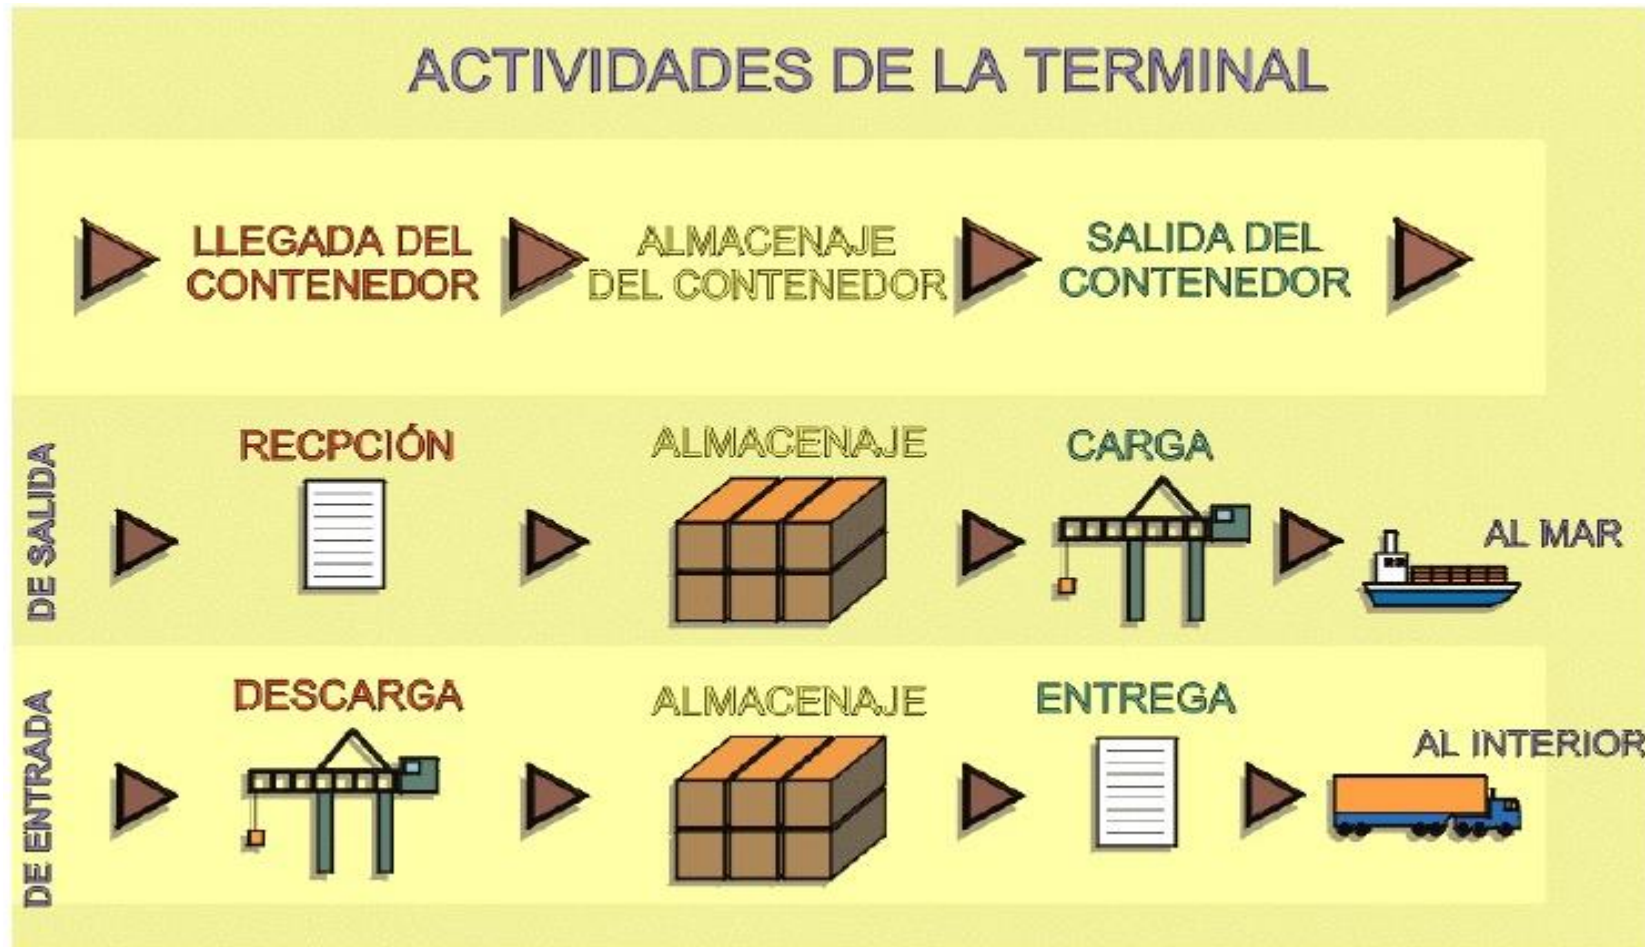 ACTIVIDADES DE LA TERMINAL
LLEGADA DEL
CONTENEDOR
ALMACENAJE
DEL CONTENEDOR
SALIDA DEL
CONTENEDOR
DE SALIDA
RECPCIÓN
ALMACENAJE
CARGA
AL MAR
DE ENTRADA
DESCARGA
ALMACENAJE
ENTREGA
AL INTERIOR